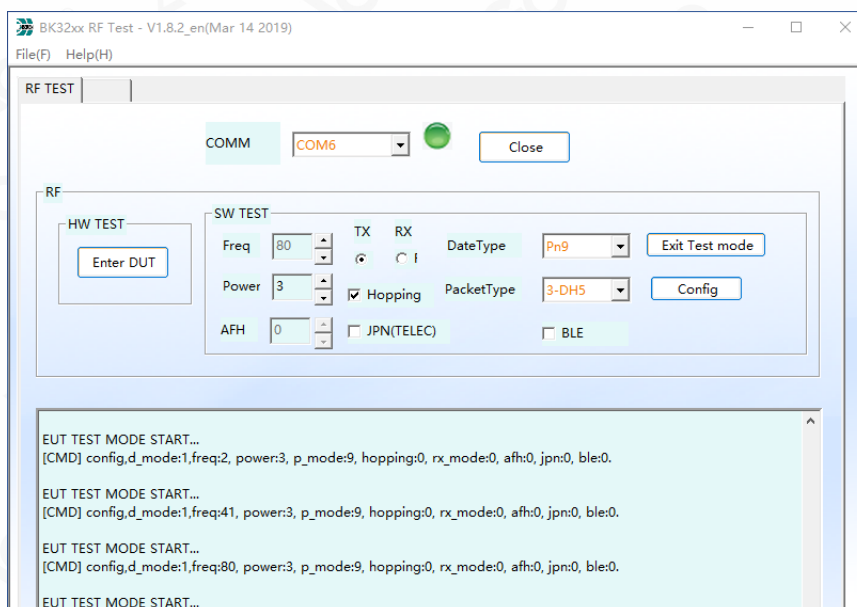 BK32xx RF Test - V1.8.2_en(Mar 14 2019)
File(F) Help(H)
RF TEST
COMM COM6 Close
RF
HW TEST
Enter DUT
SW TEST
TX RX
Freq 80 DateType Pn9 Exit Test mode
Power 3 Hopping PacketType 3-DH5 Config
AFH 0 JPN(TELEC) BLE
EUT TEST MODE START...
[CMD] config,d_mode:1,freq:2, power:3, p_mode:9, hopping:0, rx_mode:0, afh:0, jpn:0, ble:0.
EUT TEST MODE START...
[CMD] config,d_mode:1,freq:41, power:3, p_mode:9, hopping:0, rx_mode:0, afh:0, jpn:0, ble:0.
EUT TEST MODE START...
[CMD] config,d_mode:1,freq:80, power:3, p_mode:9, hopping:0, rx_mode:0, afh:0, jpn:0, ble:0.
EUT TEST MODE START...